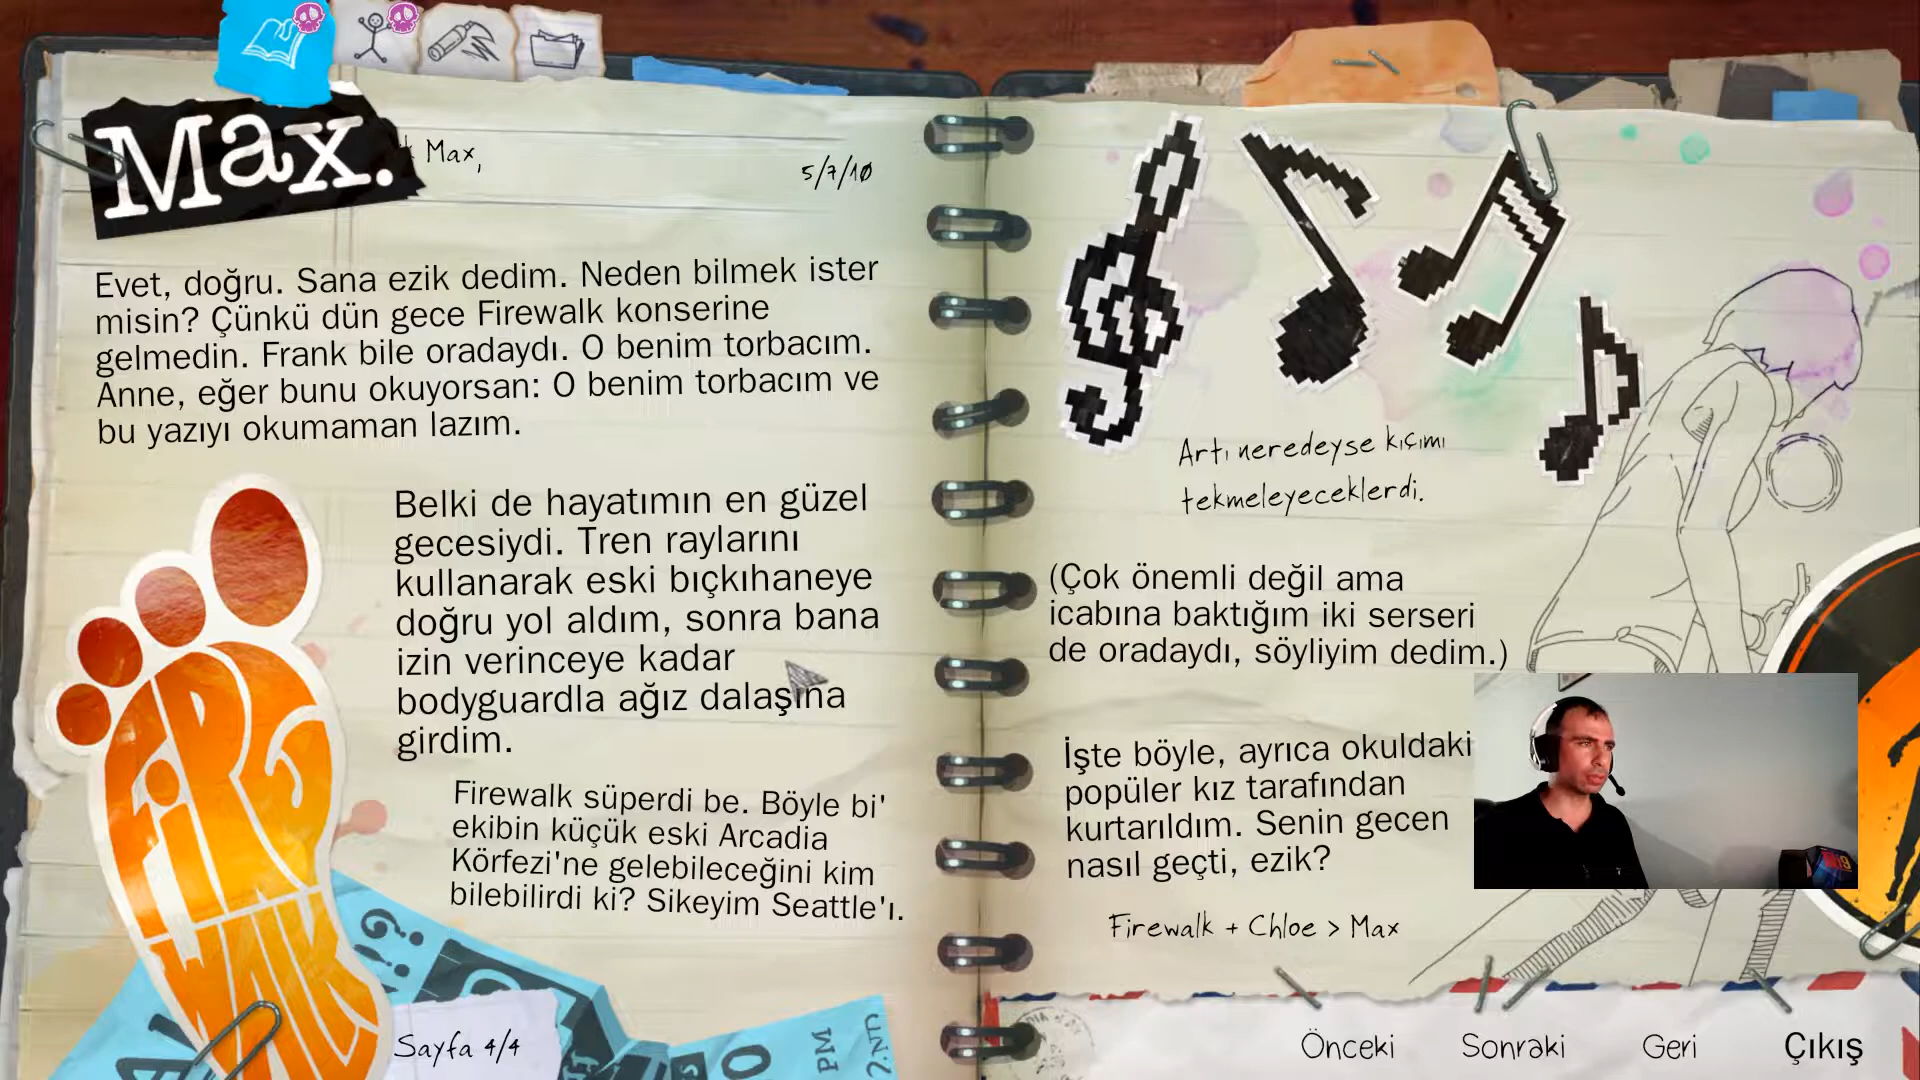 Max.
Max,
5/7/10
Evet, doğru. Sana ezik dedim. Neden bilmek ister
misin? Çünkü dün gece Firewalk konserine
gelmedin. Frank bile oradaydı. O benim torbacım.
Anne, eğer bunu okuyorsan: O benim torbacım ve
bu yazıyı okumaman lazım.
Belki de hayatımın en güzel
gecesiydi. Tren raylarını
kullanarak eski bıçkıhaneye
doğru yol aldım, sonra bana
izin verinceye kadar
bodyguardla ağız dalaşına
girdim.
Firewalk süperdi be. Böyle bi'
ekibin küçük eski Arcadia
Körfezi'ne gelebileceğini kim
bilebilirdi ki? Sikeyim Seattle'ı.
FIRE
WALK
PM
Sayfa 4/4
Artı neredeyse kıçımı
tekmeleyeceklerdi.
(Çok önemli değil ama
icabına baktığım iki serseri
de oradaydı, söyliyim dedim.)
İşte böyle, ayrıca okuldaki
popüler kız tarafından
kurtarıldım. Senin gecen
nasıl geçti, ezik?
Firewalk + Chloe > Max
Önceki
Sonraki
Geri
Çıkış